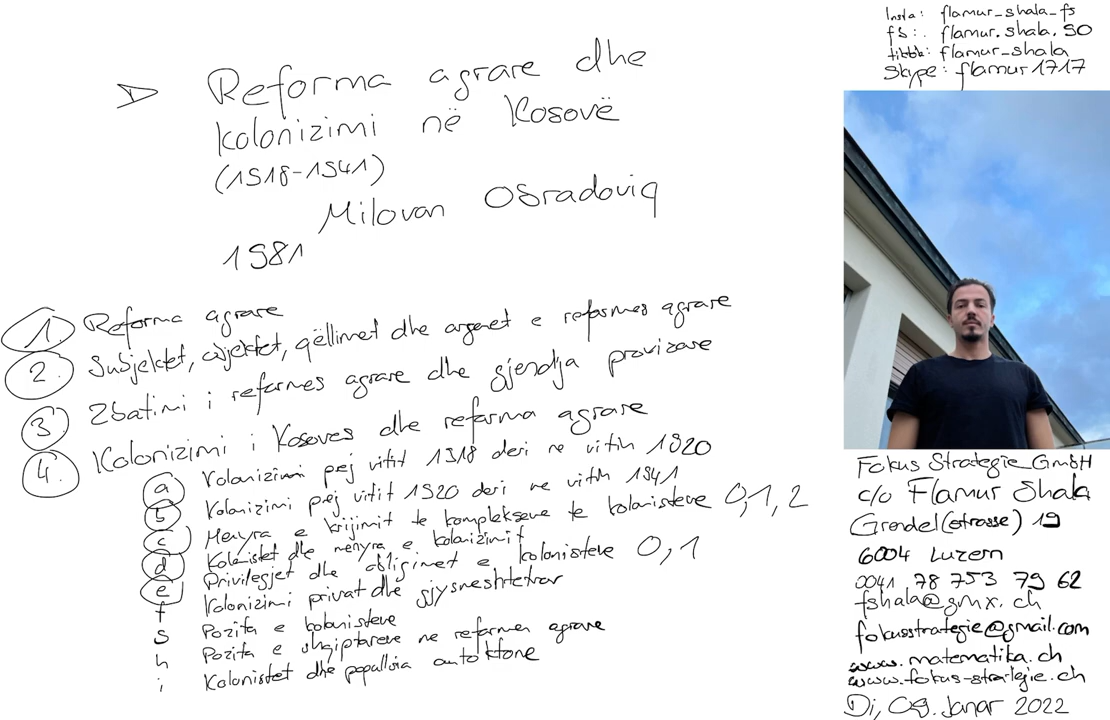 Reforma agrare dhe
kolonizimi në Kosovë
(1918-1941)
Milovan Obradoviq
1981
1. Reforma agrare
2. Subjektet, objektet, qëllimet dhe organet e reformes agrare
3 Zbatimi i reformes agrare dhe gjendja provizore
4. Kolonizimi i Kosoves dhe reforma agrare
a Kolonizimi prej vitit 1918 deri ne vitin 1920
b Kolonizimi prej vitit 1920 deri ne vitin 1941
c Menyra e krijimit te komplekseve te kolonisteve 0,1,2
d Kolonistet dhe menyra e kolonizimit
e Privilegjet dhe obligimet e kolonisteve 0,1
f Kolonizimi privat dhe gjysmeshteteror
g Pozita e kolonisteve
h Pozita e shqiptareve ne reformen agrare
i Kolonistet dhe popullsia autoktone
Insta: flamur_shala_fs
fb: flamur.shala.90
tiktok: flamur_shala
Skype: flamur1717
Fokus Strategie GmbH
c/o Flamur Shala
Grendel(strasse) 19
6004 Luzern
0041 78 753 79 62
fshala@gmx.ch
fokusstrategie@gmail.com
www.matematika.ch
www.fokus-strategie.ch
Di, 09. Janar 2022